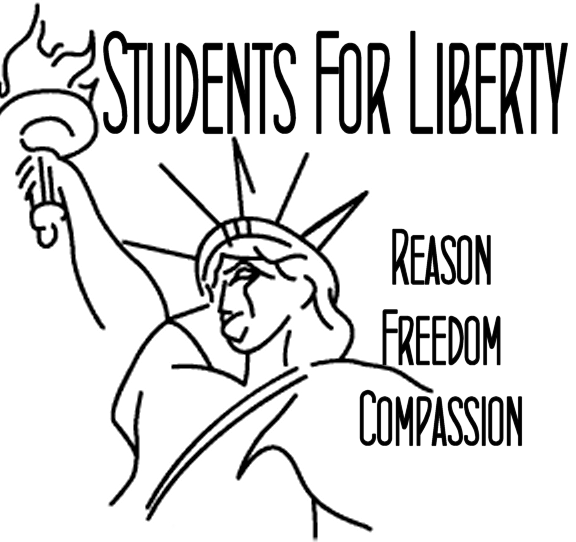 Students For Liberty
Reason
Freedom
Compassion